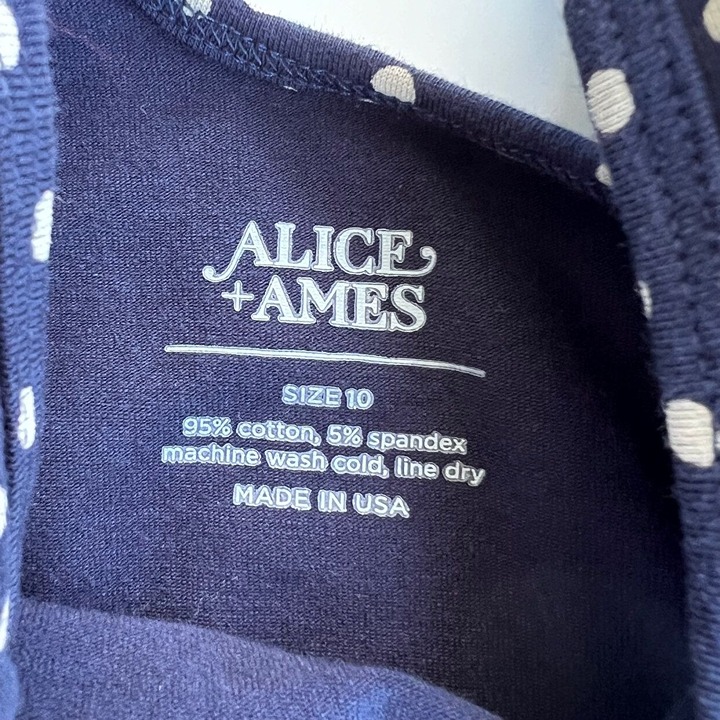 ALICE
+AMES
SIZE 10
95% cotton, 5% spandex
machine wash cold, line dry
MADE IN USA